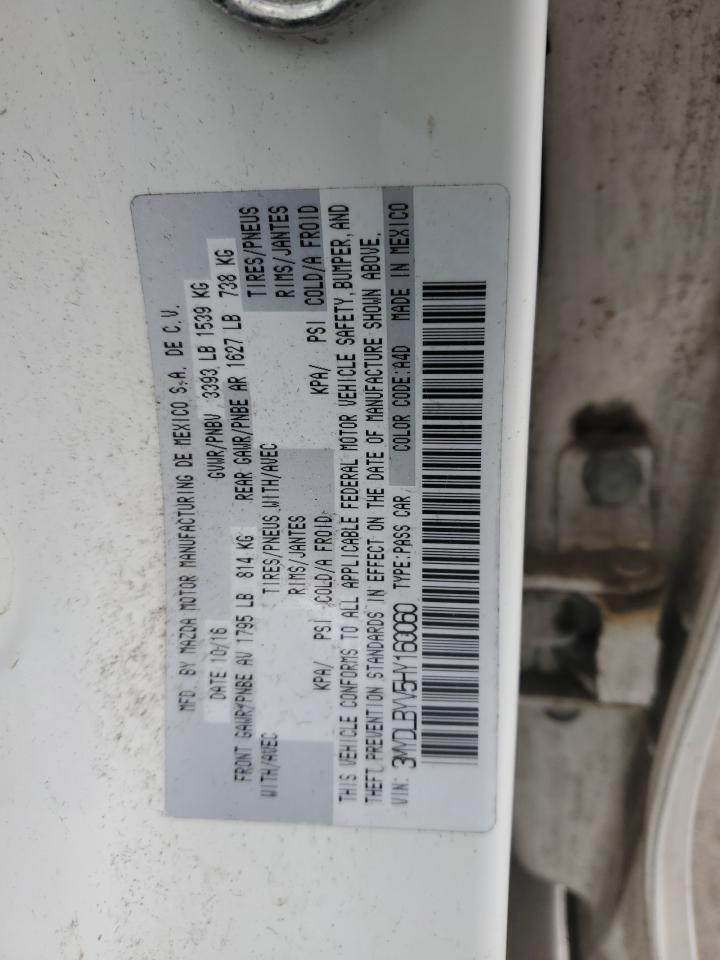 MFD. BY MAZDA MOTOR MANUFACTURING DE MEXICO S.A. DE C.V.
DATE 10/16 GVWR/PNBV 3393 LB 1539 KG
FRONT GAWR/PNBE AV 1795 LB 814 KG REAR GAWR/PNBE AR 1627 LB 738 KG
WITH/AVEC TIRES/PNEUS WITH/AVEC TIRES/PNEUS
RIMS/JANTES RIMS/JANTES
KPA/ PSI COLD/A FROID KPA/ PSI COLD/A FROID
THIS VEHICLE CONFORMS TO ALL APPLICABLE FEDERAL MOTOR VEHICLE SAFETY, BUMPER, AND
THEFT PREVENTION STANDARDS IN EFFECT ON THE DATE OF MANUFACTURE SHOWN ABOVE.
VIN: 3MYDLBYV5HY160060 TYPE:PASS CAR COLOR CODE:A4D MADE IN MEXICO